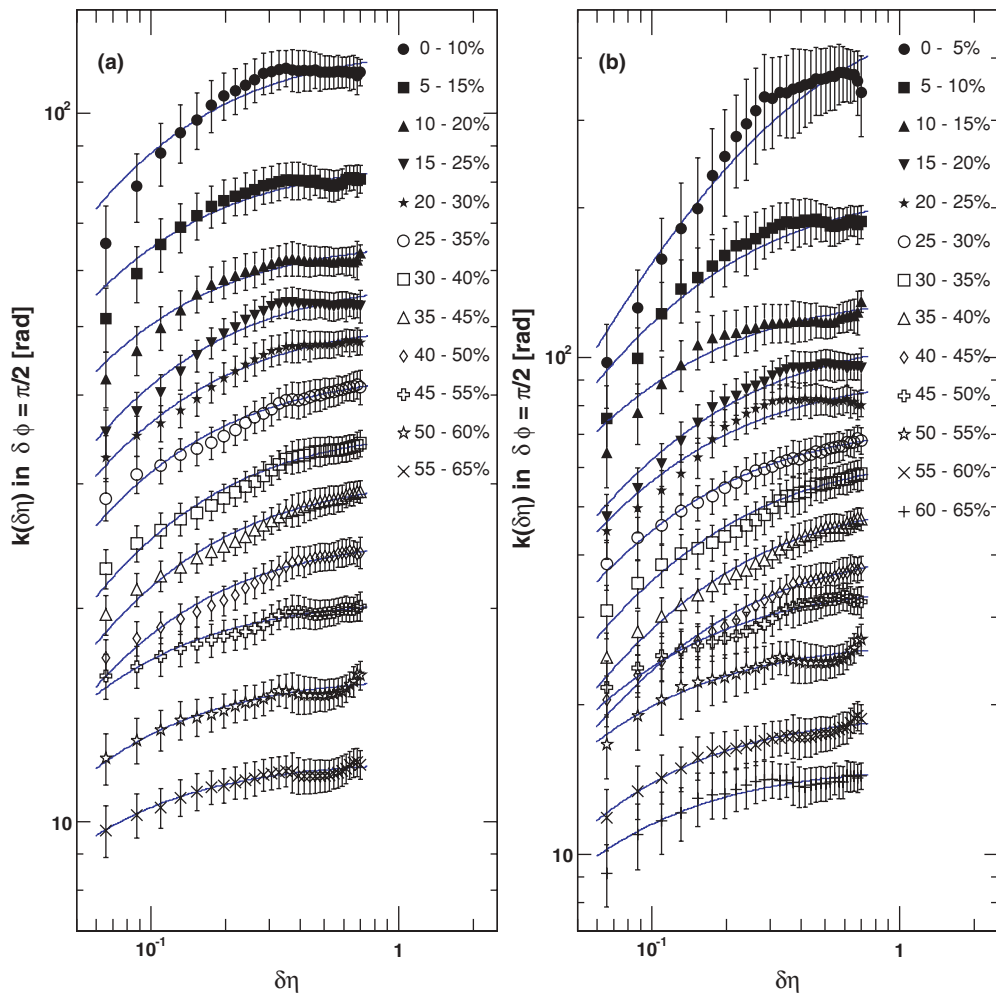 (a)
0 - 10%
5 - 15%
10 - 20%
15 - 25%
20 - 30%
25 - 35%
30 - 40%
35 - 45%
40 - 50%
45 - 55%
50 - 60%
55 - 65%
k(δη) in δ ϕ = π/2 [rad]
10²
10
10⁻¹
1
δη
(b)
0 - 5%
5 - 10%
10 - 15%
15 - 20%
20 - 25%
25 - 30%
30 - 35%
35 - 40%
40 - 45%
45 - 50%
50 - 55%
55 - 60%
60 - 65%
k(δη) in δ ϕ = π/2 [rad]
10²
10
10⁻¹
1
δη